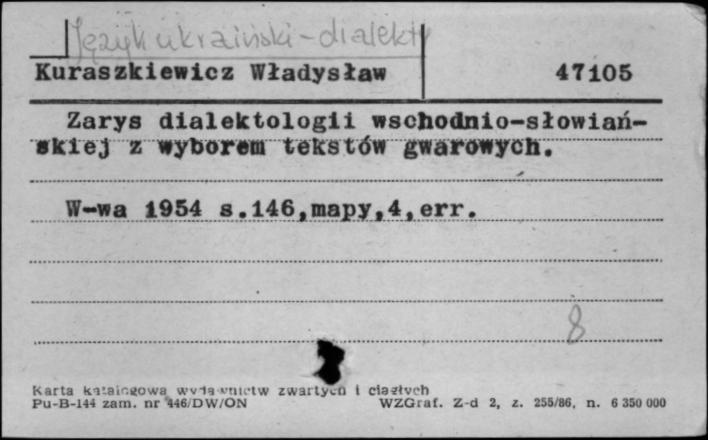 Język ukraiński - dialekty
Kuraszkiewicz Władysław 47105
Zarys dialektologii wschodnio-słowiań-
skiej z wyborem tekstów gwarowych.
W-wa 1954 s.146,mapy,4,err.
8
Karta katalogowa wydawnictw zwartych i ciągłych
Pu-B-144 zam. nr 446/DW/ON WZGraf. Z-d 2, z. 255/86, n. 6 350 000